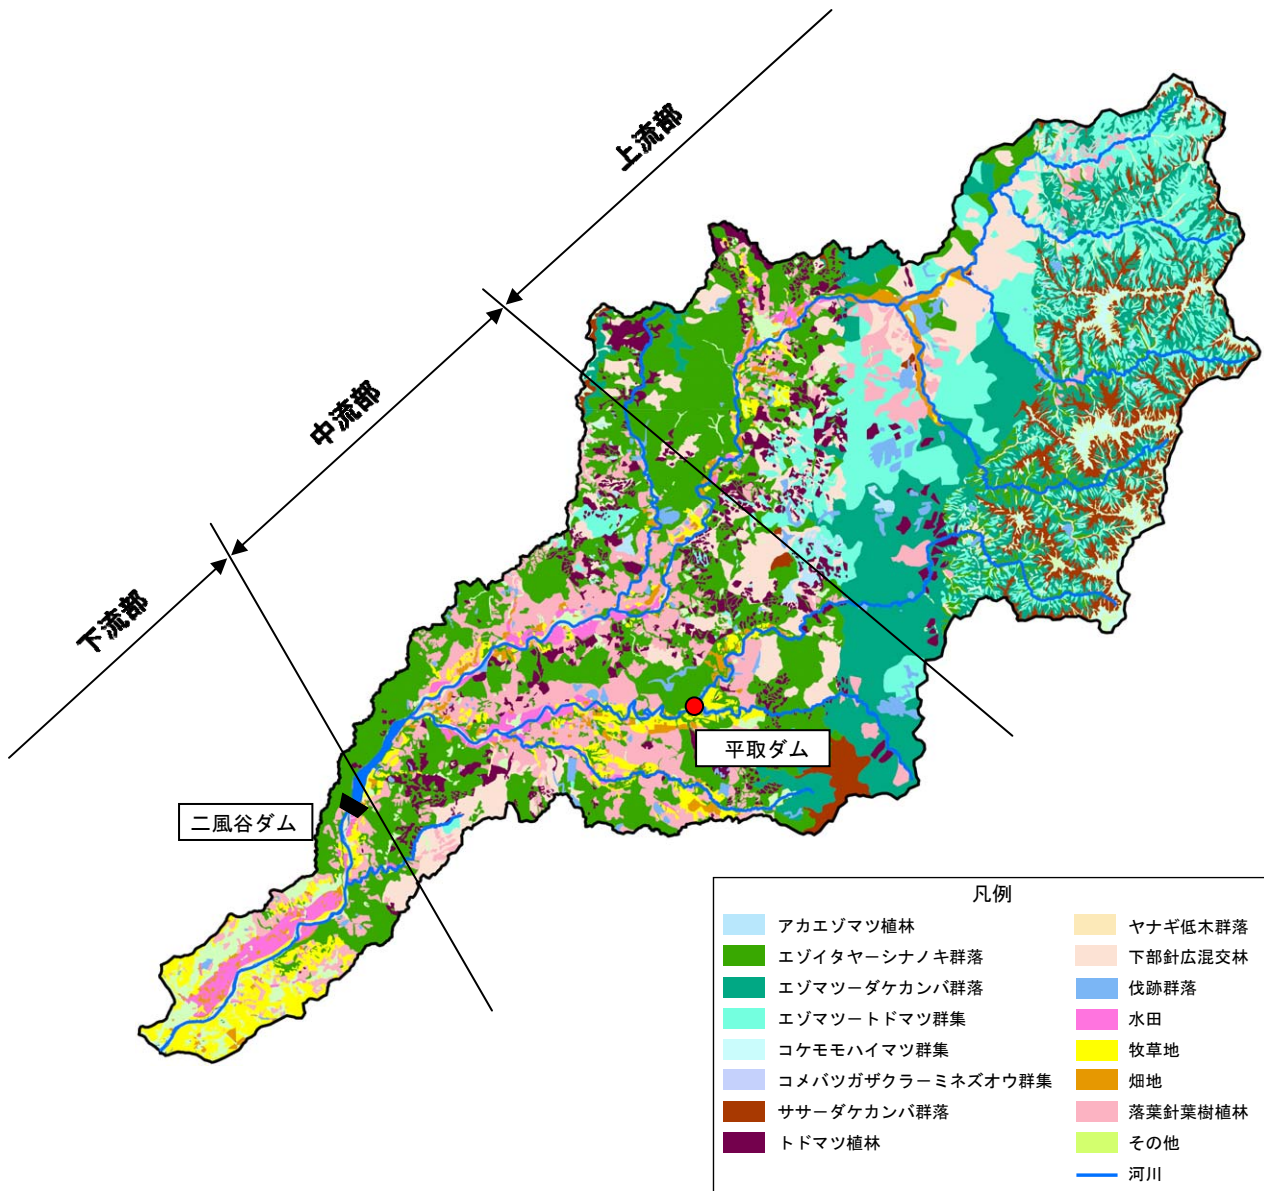 上流部
中流部
下流部
平取ダム
二風谷ダム
凡例
アカエゾマツ植林
エゾイタヤーシナノキ群落
エゾマツーダケカンバ群落
エゾマツートドマツ群集
コケモモハイマツ群集
コメバツガザクラーミネズオウ群集
ササーダケカンバ群落
トドマツ植林
ヤナギ低木群落
下部針広混交林
伐跡群落
水田
牧草地
畑地
落葉針葉樹植林
その他
河川